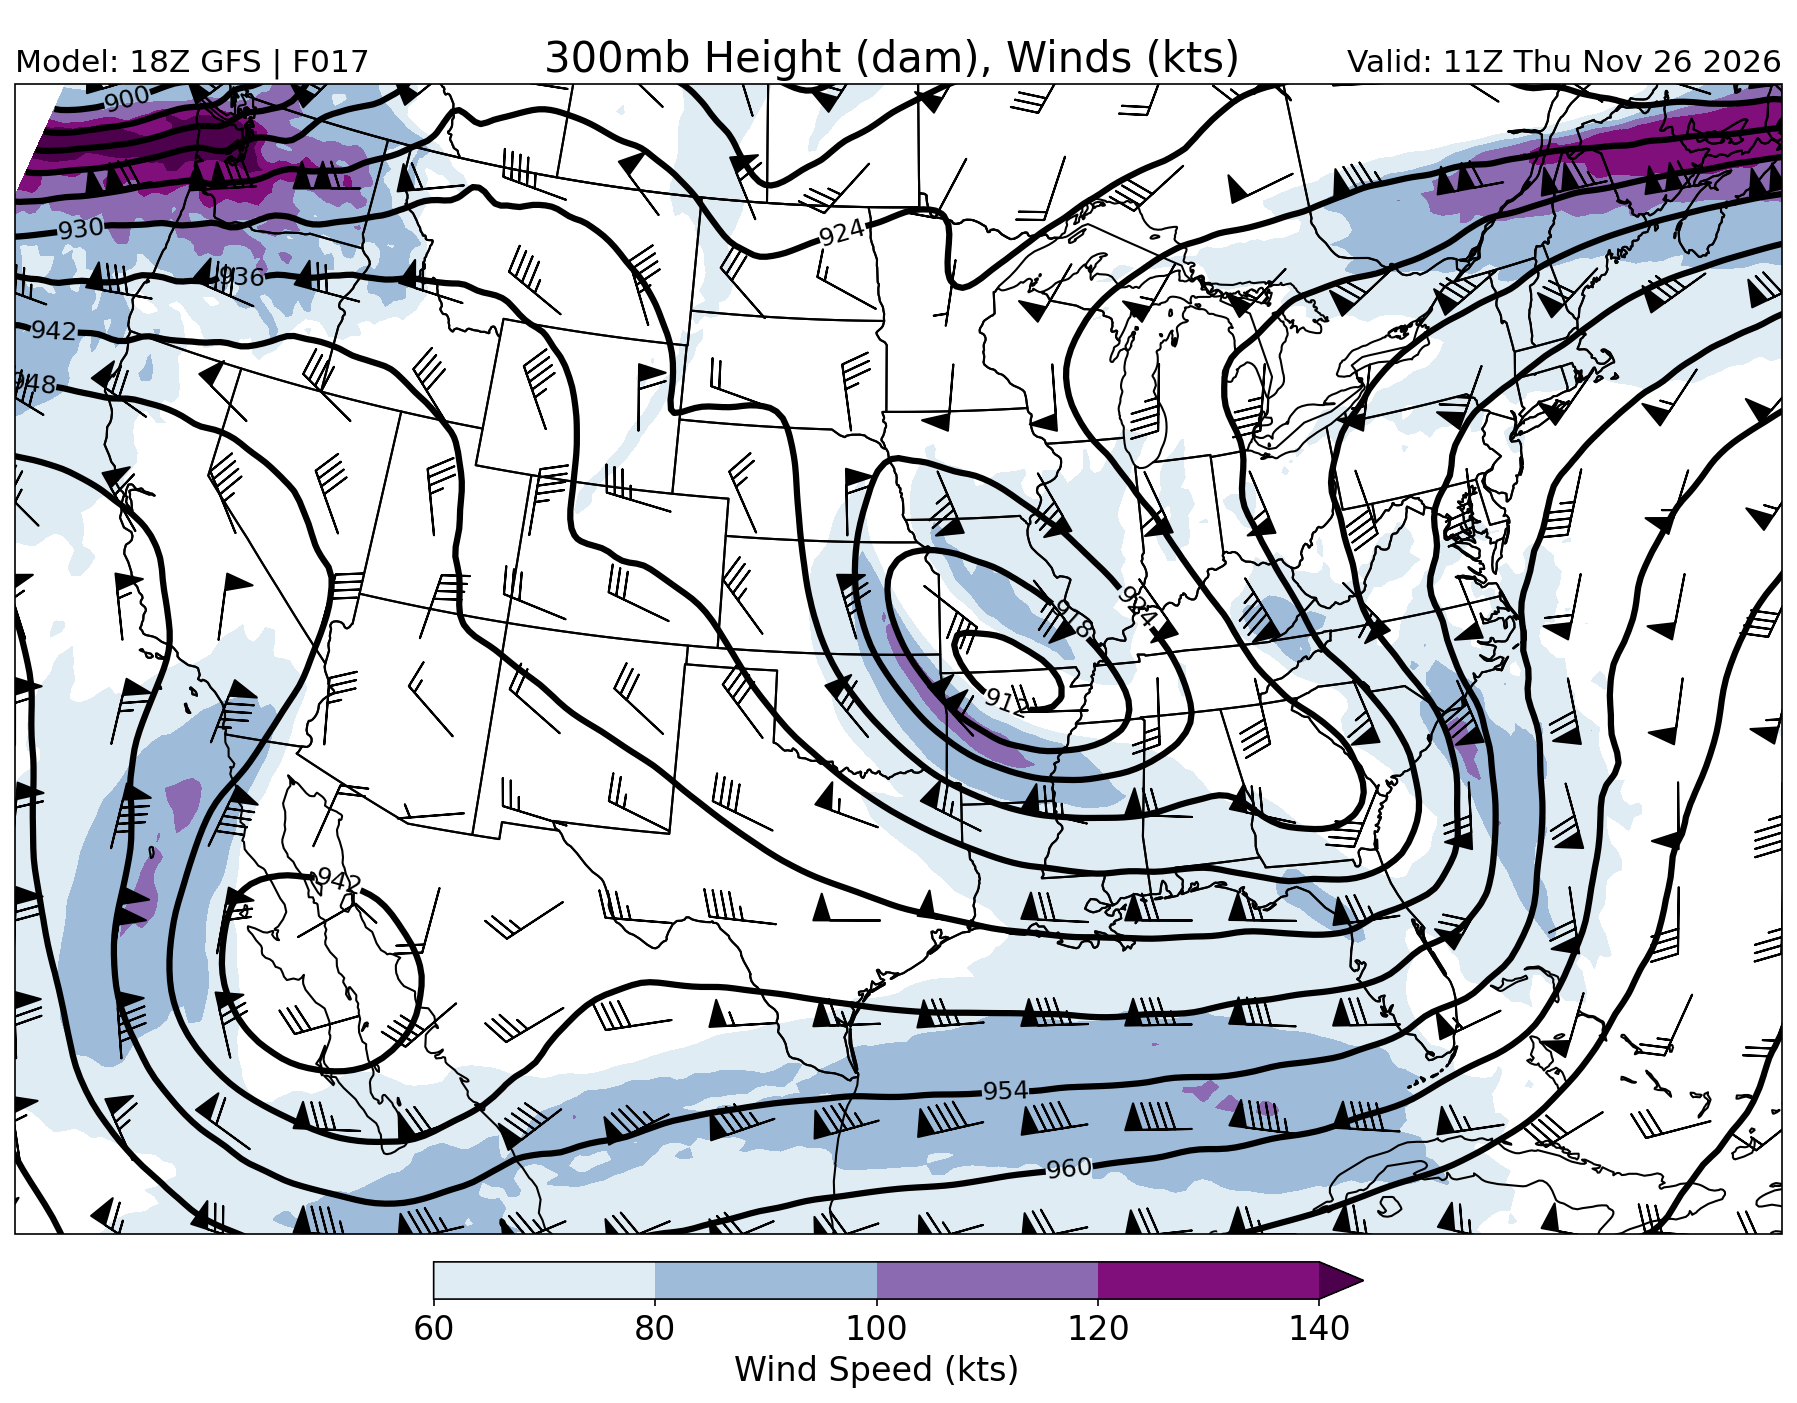 Model: 18Z GFS | F017
300mb Height (dam), Winds (kts)
Valid: 11Z Thu Nov 26 2026
900
930
924
936
942
948
924
918
912
942
954
960
60 80 100 120 140
Wind Speed (kts)